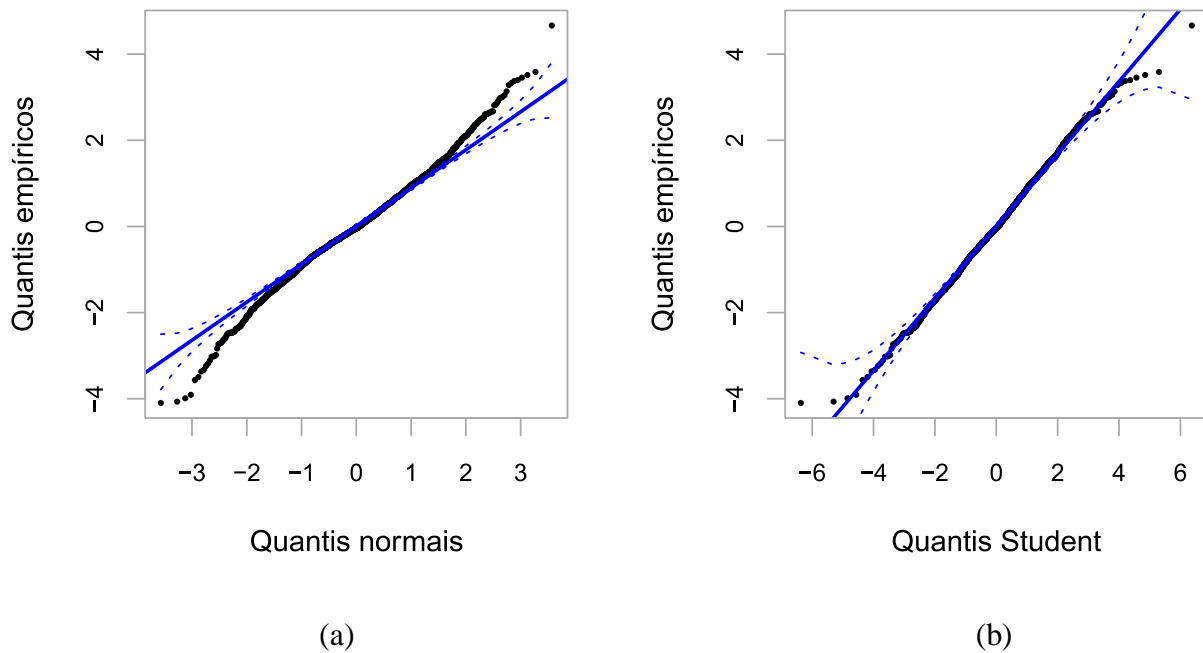 Quantis empíricos
4
2
0
−2
−4
−3 −2 −1 0 1 2 3
Quantis normais
(a)
Quantis empíricos
4
2
0
−2
−4
−6 −4 −2 0 2 4 6
Quantis Student
(b)